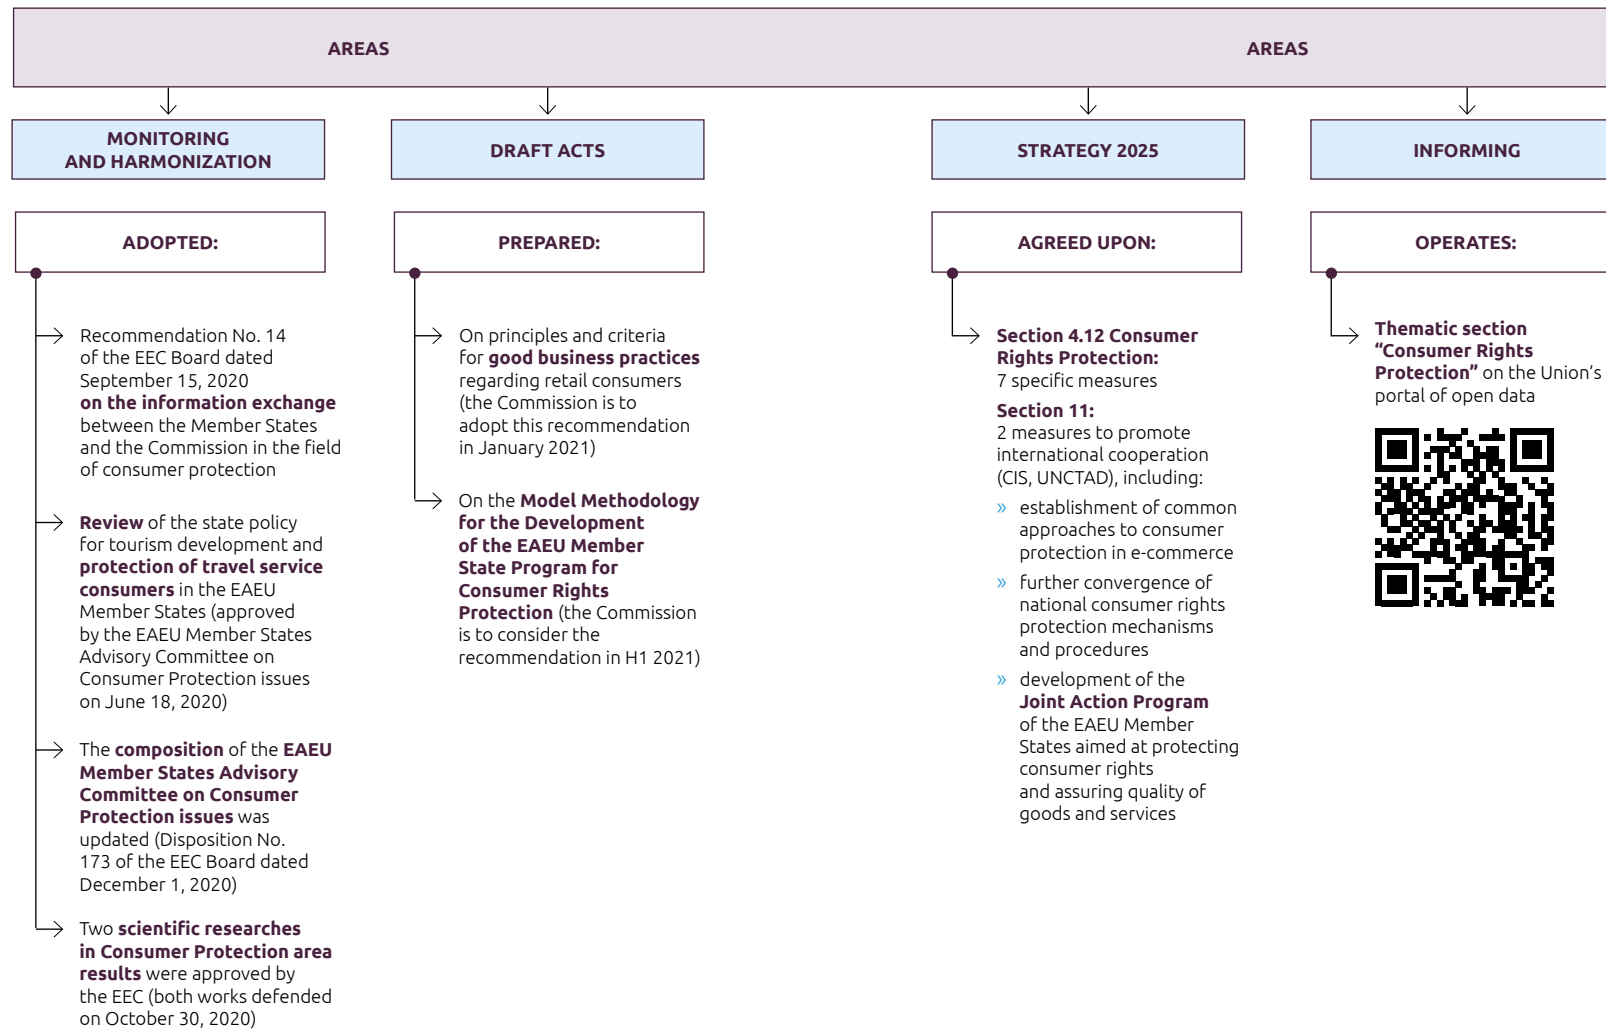 AREAS
AREAS
MONITORING
AND HARMONIZATION
DRAFT ACTS
STRATEGY 2025
INFORMING
ADOPTED:
PREPARED:
AGREED UPON:
OPERATES:
Recommendation No. 14
of the EEC Board dated
September 15, 2020
on the information exchange
between the Member States
and the Commission in the field
of consumer protection
Review of the state policy
for tourism development and
protection of travel service
consumers in the EAEU
Member States (approved
by the EAEU Member States
Advisory Committee on
Consumer Protection issues
on June 18, 2020)
The composition of the EAEU
Member States Advisory
Committee on Consumer
Protection issues was
updated (Disposition No.
173 of the EEC Board dated
December 1, 2020)
Two scientific researches
in Consumer Protection area
results were approved by
the EEC (both works defended
on October 30, 2020)
On principles and criteria
for good business practices
regarding retail consumers
(the Commission is to
adopt this recommendation
in January 2021)
On the Model Methodology
for the Development
of the EAEU Member
State Program for
Consumer Rights
Protection (the Commission
is to consider the
recommendation in H1 2021)
Section 4.12 Consumer
Rights Protection:
7 specific measures
Section 11:
2 measures to promote
international cooperation
(CIS, UNCTAD), including:
» establishment of common
approaches to consumer
protection in e-commerce
» further convergence of
national consumer rights
protection mechanisms
and procedures
» development of the
Joint Action Program
of the EAEU Member
States aimed at protecting
consumer rights
and assuring quality of
goods and services
Thematic section
“Consumer Rights
Protection” on the Union’s
portal of open data